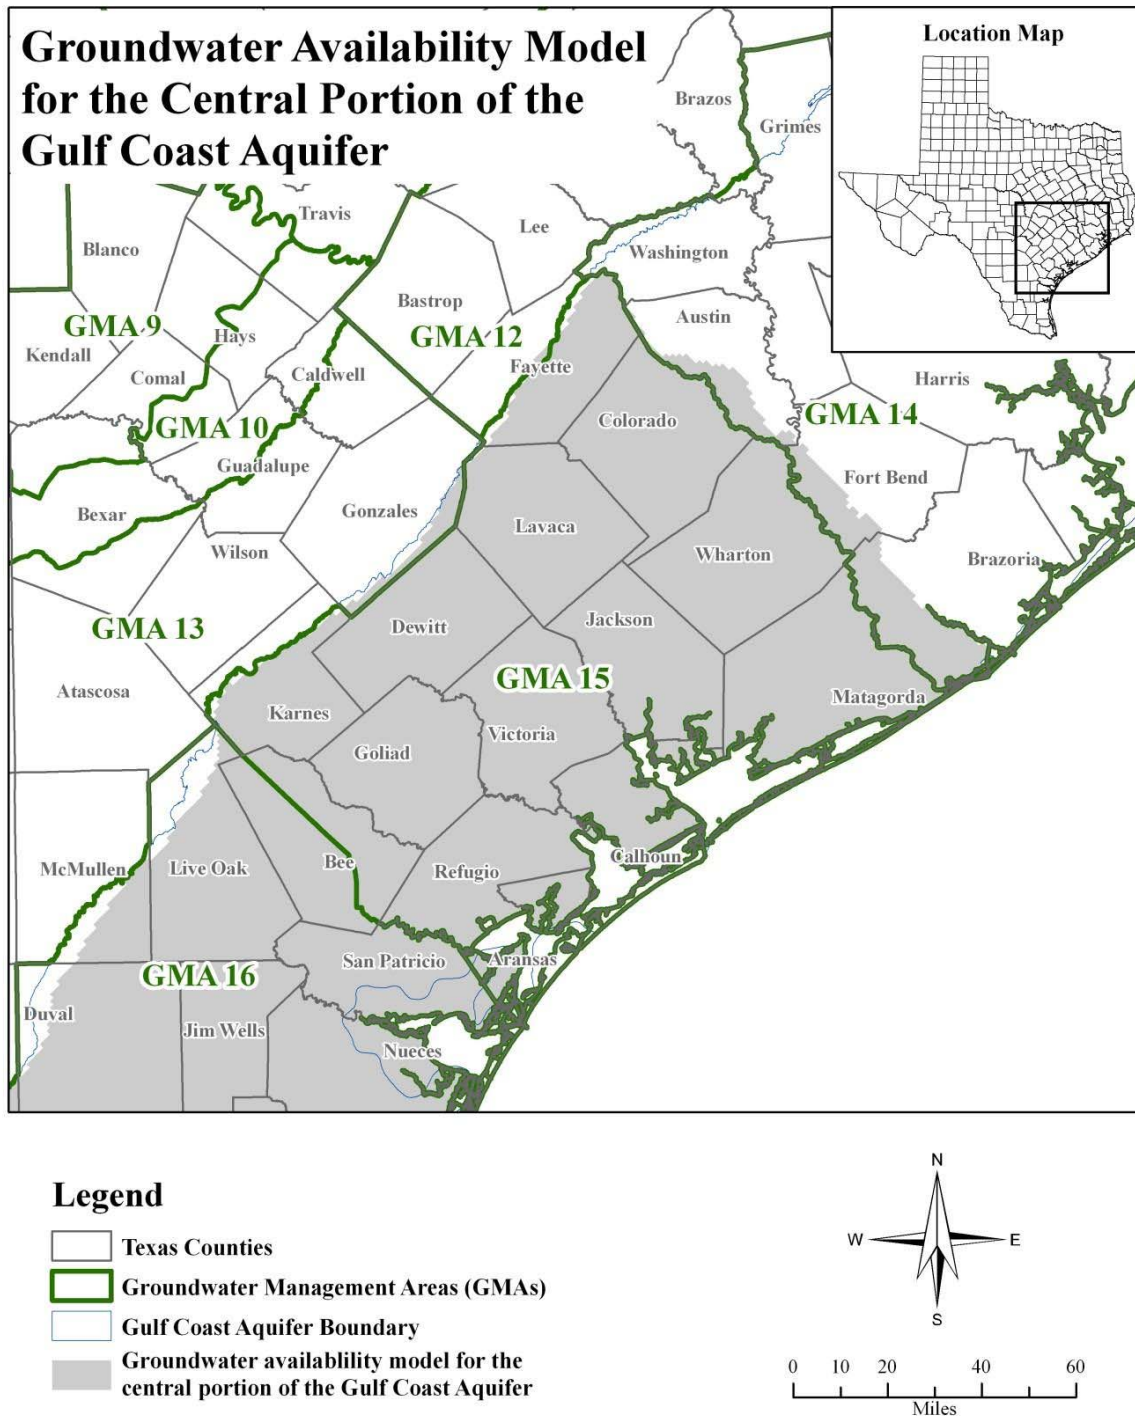 Groundwater Availability Model
for the Central Portion of the
Gulf Coast Aquifer
Location Map
Brazos
Grimes
Travis
Lee
Blanco
Washington
Bastrop
Austin
GMA 9
Hays
GMA 12
Kendall
Fayette
Comal
Caldwell
Harris
GMA 10
Colorado
GMA 14
Guadalupe
Fort Bend
Bexar
Gonzales
Lavaca
Wilson
Wharton
Brazoria
GMA 13
Dewitt
Jackson
Atascosa
GMA 15
Karnes
Matagorda
Goliad
Victoria
McMullen
Live Oak
Bee
Refugio
Calhoun
San Patricio
Aransas
GMA 16
Duval
Jim Wells
Nueces
Legend
Texas Counties
Groundwater Management Areas (GMAs)
Gulf Coast Aquifer Boundary
Groundwater availablility model for the
central portion of the Gulf Coast Aquifer
N
W E
S
0 10 20 40 60
Miles